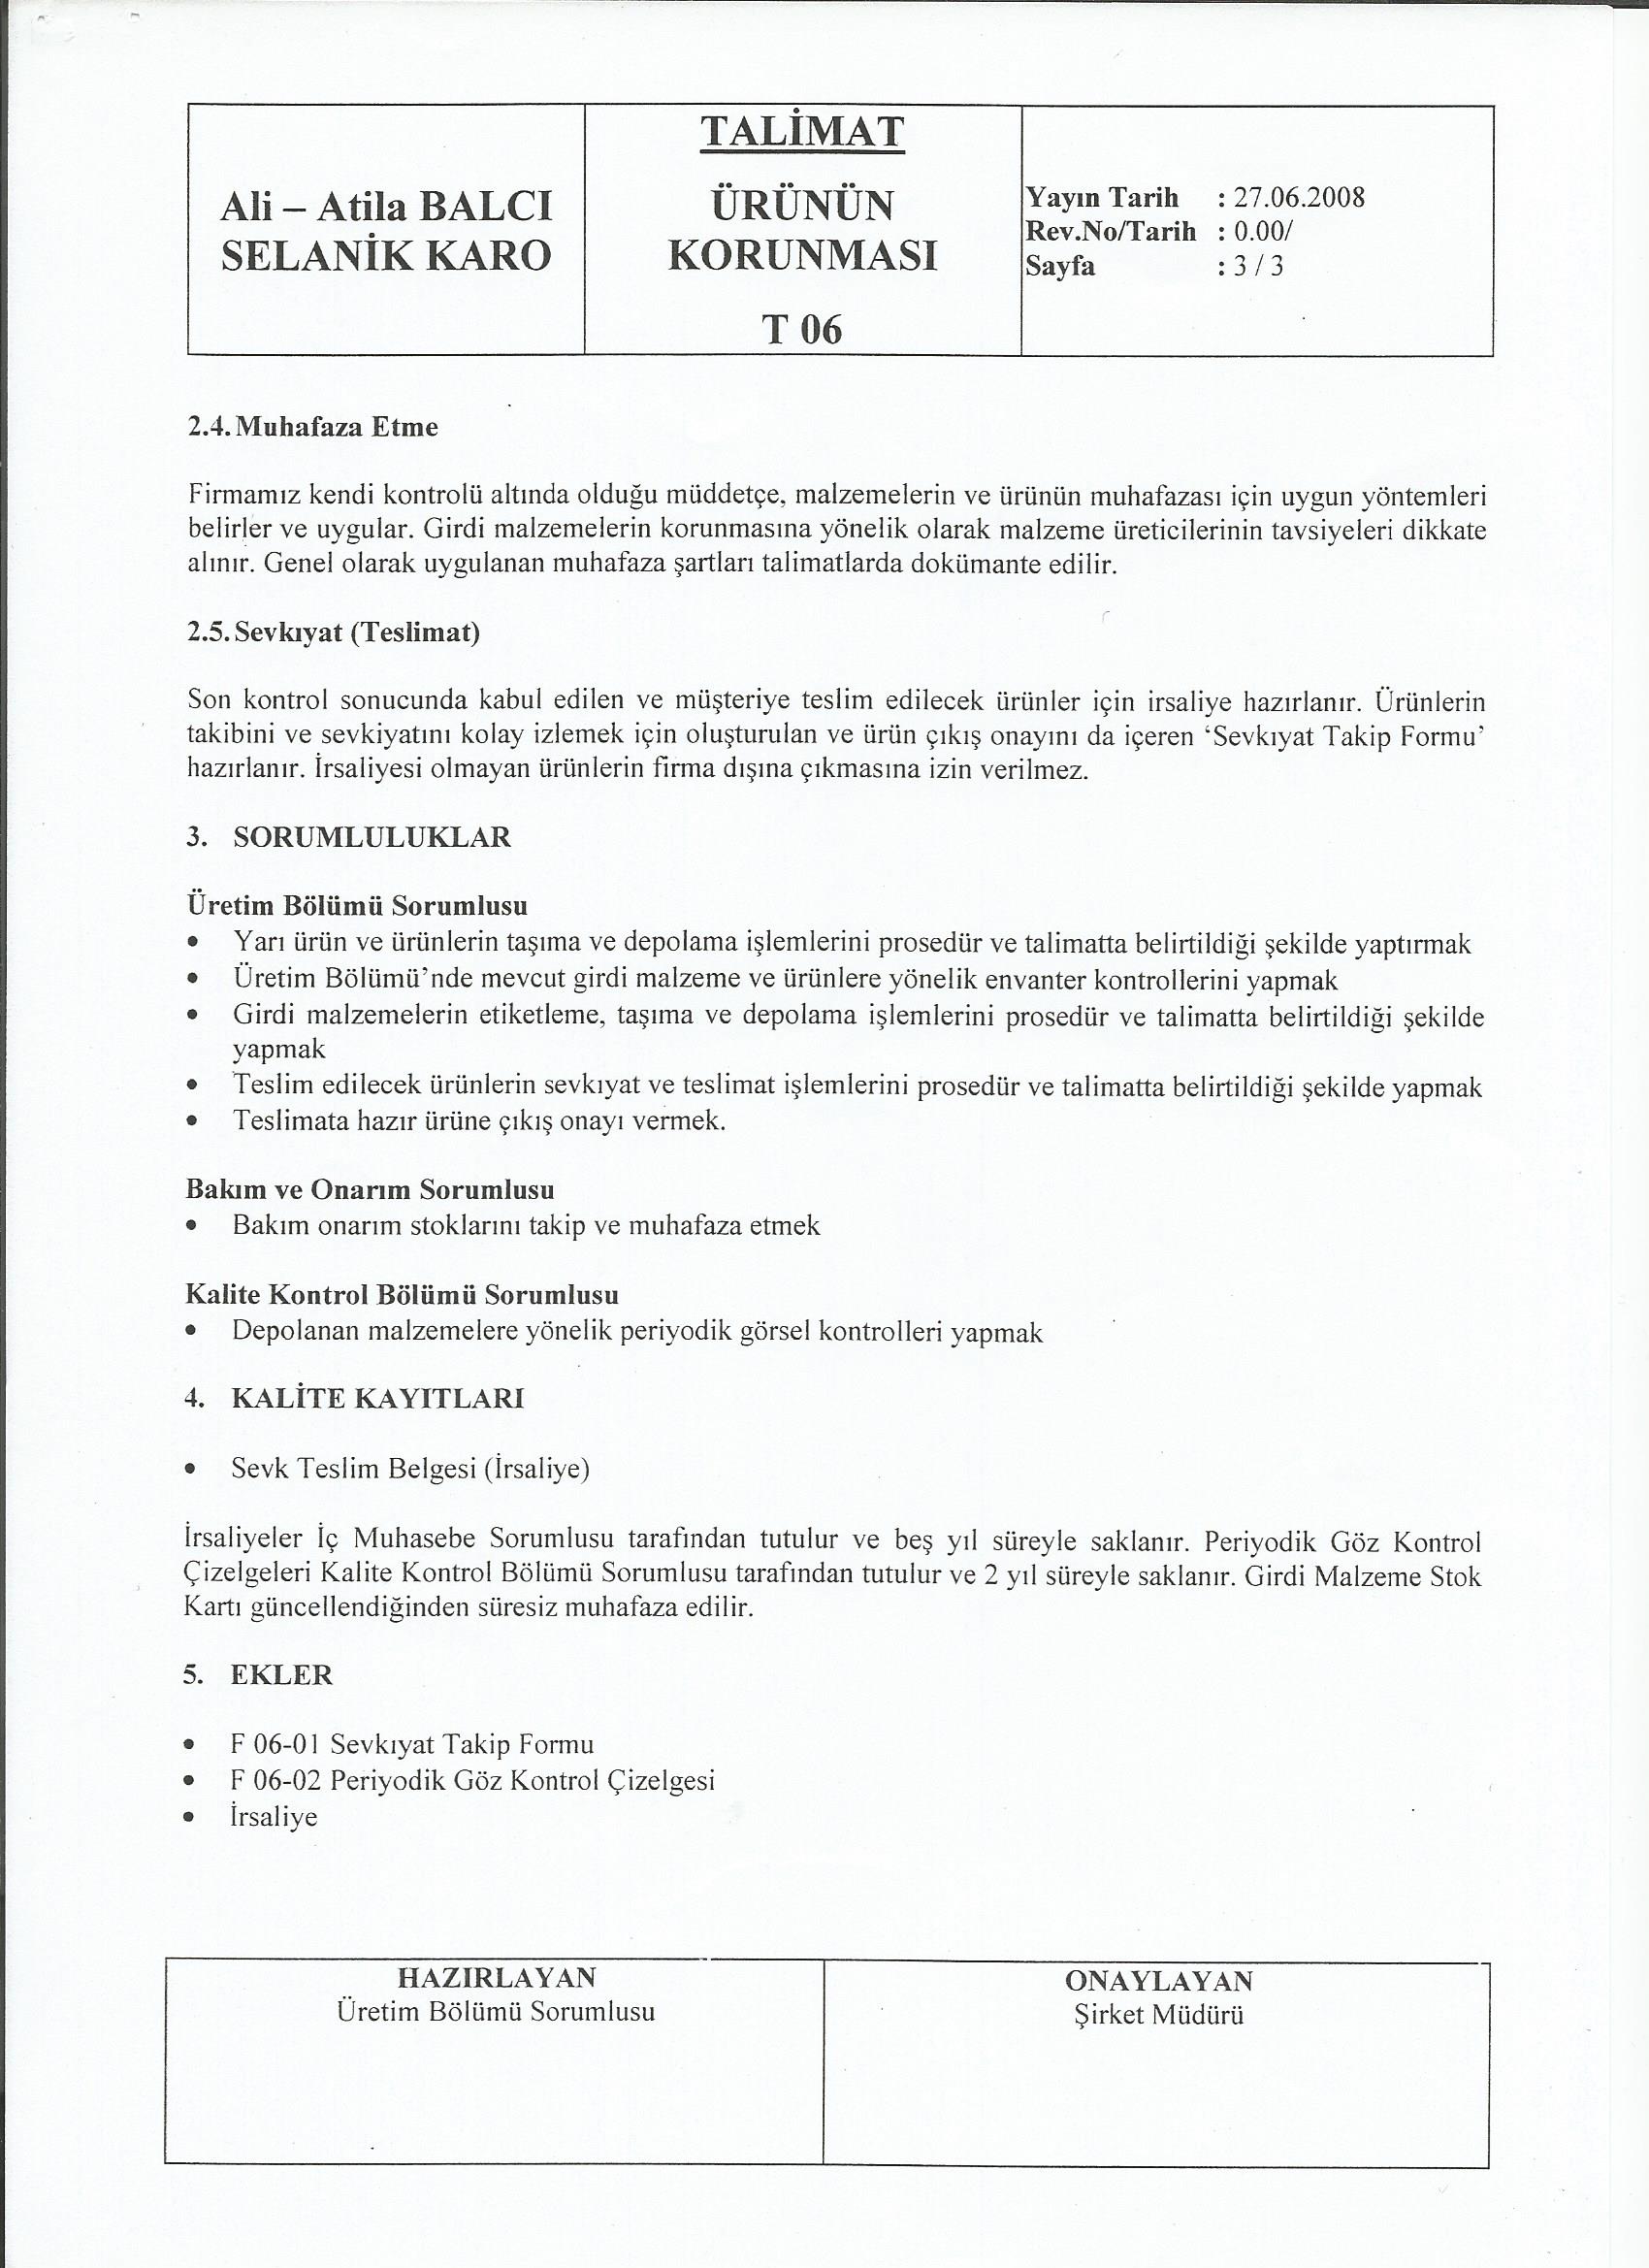 Ali – Atila BALCI
SELANİK KARO
TALİMAT
ÜRÜNÜN
KORUNMASI
T 06
Yayın Tarih : 27.06.2008
Rev.No/Tarih : 0.00/
Sayfa : 3 / 3
2.4. Muhafaza Etme
Firmamız kendi kontrolü altında olduğu müddetçe, malzemelerin ve ürünün muhafazası için uygun yöntemleri
belirler ve uygular. Girdi malzemelerin korunmasına yönelik olarak malzeme üreticilerinin tavsiyeleri dikkate
alınır. Genel olarak uygulanan muhafaza şartları talimatlarda dokümante edilir.
2.5. Sevkıyat (Teslimat)
Son kontrol sonucunda kabul edilen ve müşteriye teslim edilecek ürünler için irsaliye hazırlanır. Ürünlerin
takibini ve sevkiyatını kolay izlemek için oluşturulan ve ürün çıkış onayını da içeren ‘Sevkıyat Takip Formu’
hazırlanır. İrsaliyesi olmayan ürünlerin firma dışına çıkmasına izin verilmez.
3. SORUMLULUKLAR
Üretim Bölümü Sorumlusu
• Yarı ürün ve ürünlerin taşıma ve depolama işlemlerini prosedür ve talimatta belirtildiği şekilde yaptırmak
• Üretim Bölümü’nde mevcut girdi malzeme ve ürünlere yönelik envanter kontrollerini yapmak
• Girdi malzemelerin etiketleme, taşıma ve depolama işlemlerini prosedür ve talimatta belirtildiği şekilde
yapmak
• Teslim edilecek ürünlerin sevkıyat ve teslimat işlemlerini prosedür ve talimatta belirtildiği şekilde yapmak
• Teslimata hazır ürüne çıkış onayı vermek.
Bakım ve Onarım Sorumlusu
• Bakım onarım stoklarını takip ve muhafaza etmek
Kalite Kontrol Bölümü Sorumlusu
• Depolanan malzemelere yönelik periyodik görsel kontrolleri yapmak
4. KALİTE KAYITLARI
• Sevk Teslim Belgesi (İrsaliye)
İrsaliyeler İç Muhasebe Sorumlusu tarafından tutulur ve beş yıl süreyle saklanır. Periyodik Göz Kontrol
Çizelgeleri Kalite Kontrol Bölümü Sorumlusu tarafından tutulur ve 2 yıl süreyle saklanır. Girdi Malzeme Stok
Kartı güncellendiğinden süresiz muhafaza edilir.
5. EKLER
• F 06-01 Sevkıyat Takip Formu
• F 06-02 Periyodik Göz Kontrol Çizelgesi
• İrsaliye
HAZIRLAYAN
Üretim Bölümü Sorumlusu
ONAYLAYAN
Şirket Müdürü